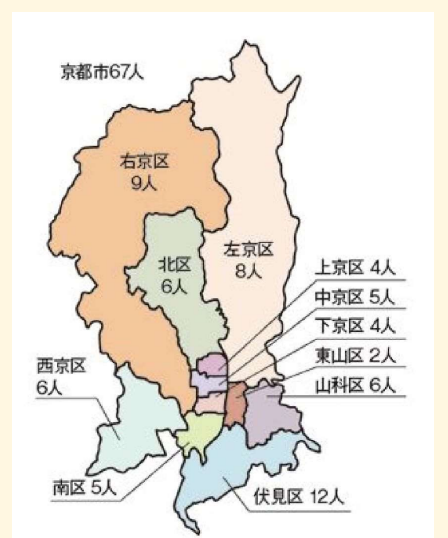 京都市67人
右京区
9人
左京区
8人
北区
6人
上京区 4人
中京区 5人
下京区 4人
東山区 2人
山科区 6人
西京区
6人
南区 5人
伏見区 12人